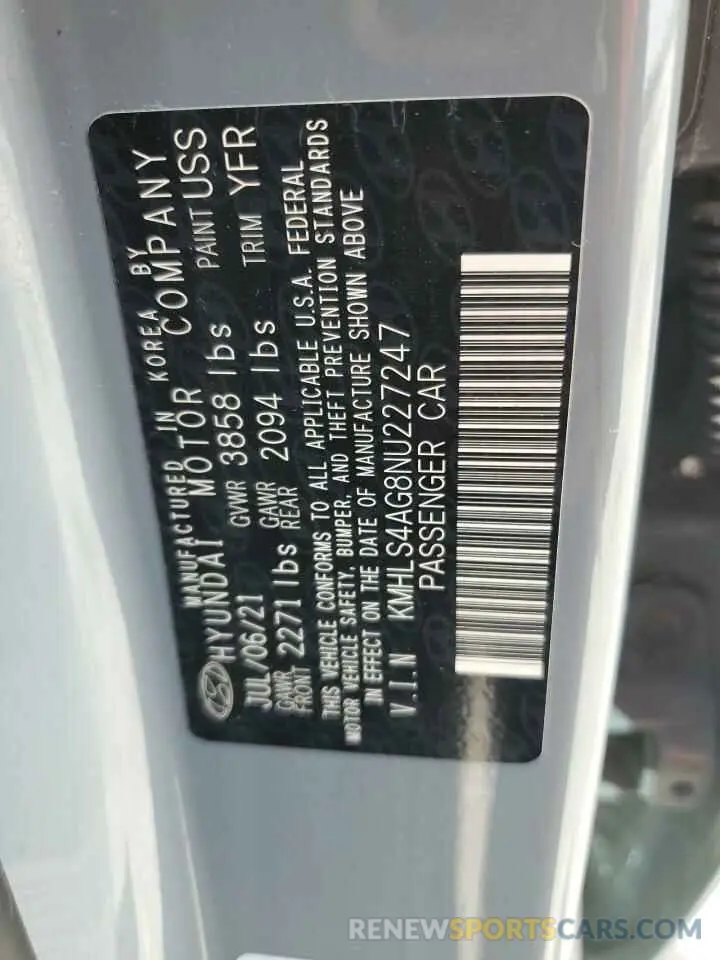 MANUFACTURED IN KOREA BY
HYUNDAI MOTOR COMPANY
JUL/06/21 GVWR 3858 lbs PAINT USS
GAWR FRONT 2271 lbs GAWR REAR 2094 lbs TRIM YFR
THIS VEHICLE CONFORMS TO ALL APPLICABLE U.S.A. FEDERAL
MOTOR VEHICLE SAFETY, BUMPER, AND THEFT PREVENTION STANDARDS
IN EFFECT ON THE DATE OF MANUFACTURE SHOWN ABOVE
V.I.N KMHLS4AG8NU227247
PASSENGER CAR
RENEWSPORTSCARS.COM